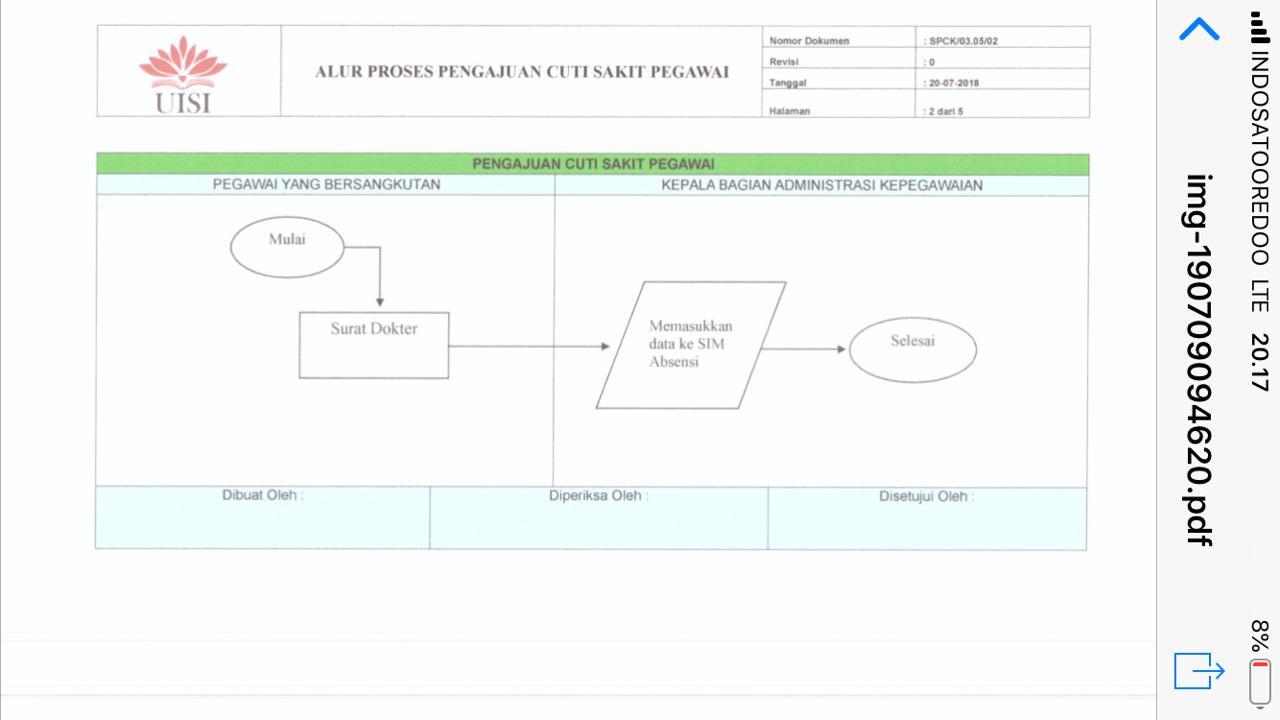 UISI
ALUR PROSES PENGAJUAN CUTI SAKIT PEGAWAI
Nomor Dokumen : SPCK/03.05/02
Revisi : 0
Tanggal : 20-07-2018
Halaman : 2 dari 5
PENGAJUAN CUTI SAKIT PEGAWAI
PEGAWAI YANG BERSANGKUTAN
KEPALA BAGIAN ADMINISTRASI KEPEGAWAIAN
Mulai
Surat Dokter
Memasukkan
data ke SIM
Absensi
Selesai
Dibuat Oleh :
Diperiksa Oleh :
Disetujui Oleh :
INDOSATOOREDOO LTE 20.17 8%
img-190709094620.pdf